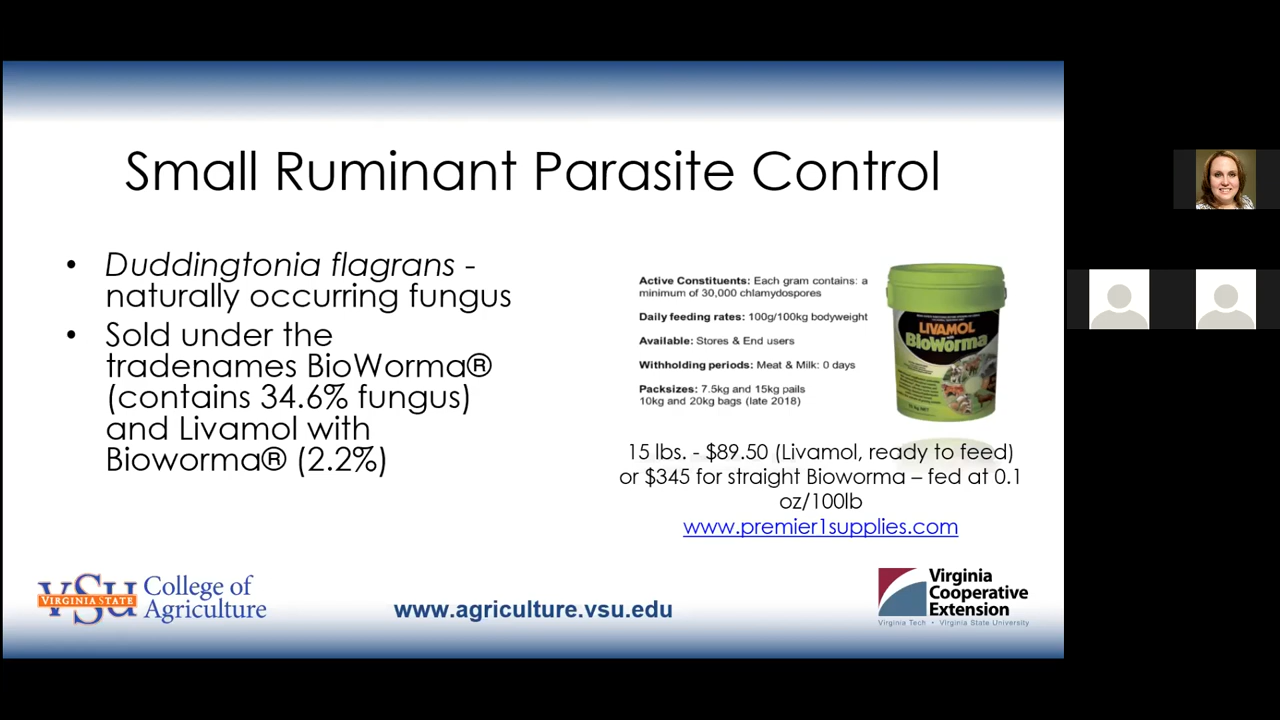 Small Ruminant Parasite Control
• Duddingtonia flagrans -
naturally occurring fungus
• Sold under the
tradenames BioWorma®
(contains 34.6% fungus)
and Livamol with
Bioworma® (2.2%)
Active Constituents: Each gram contains: a
minimum of 30,000 chlamydospores
Daily feeding rates: 100g/100kg bodyweight
Available: Stores & End users
Withholding periods: Meat & Milk: 0 days
Packsizes: 7.5kg and 15kg pails
10kg and 20kg bags (late 2018)
LIVAMOL
BioWorma
15 lbs. - $89.50 (Livamol, ready to feed)
or $345 for straight Bioworma – fed at 0.1
oz/100lb
www.premier1supplies.com
VSU
VIRGINIA STATE
College of
Agriculture
www.agriculture.vsu.edu
Virginia
Cooperative
Extension
Virginia Tech • Virginia State University